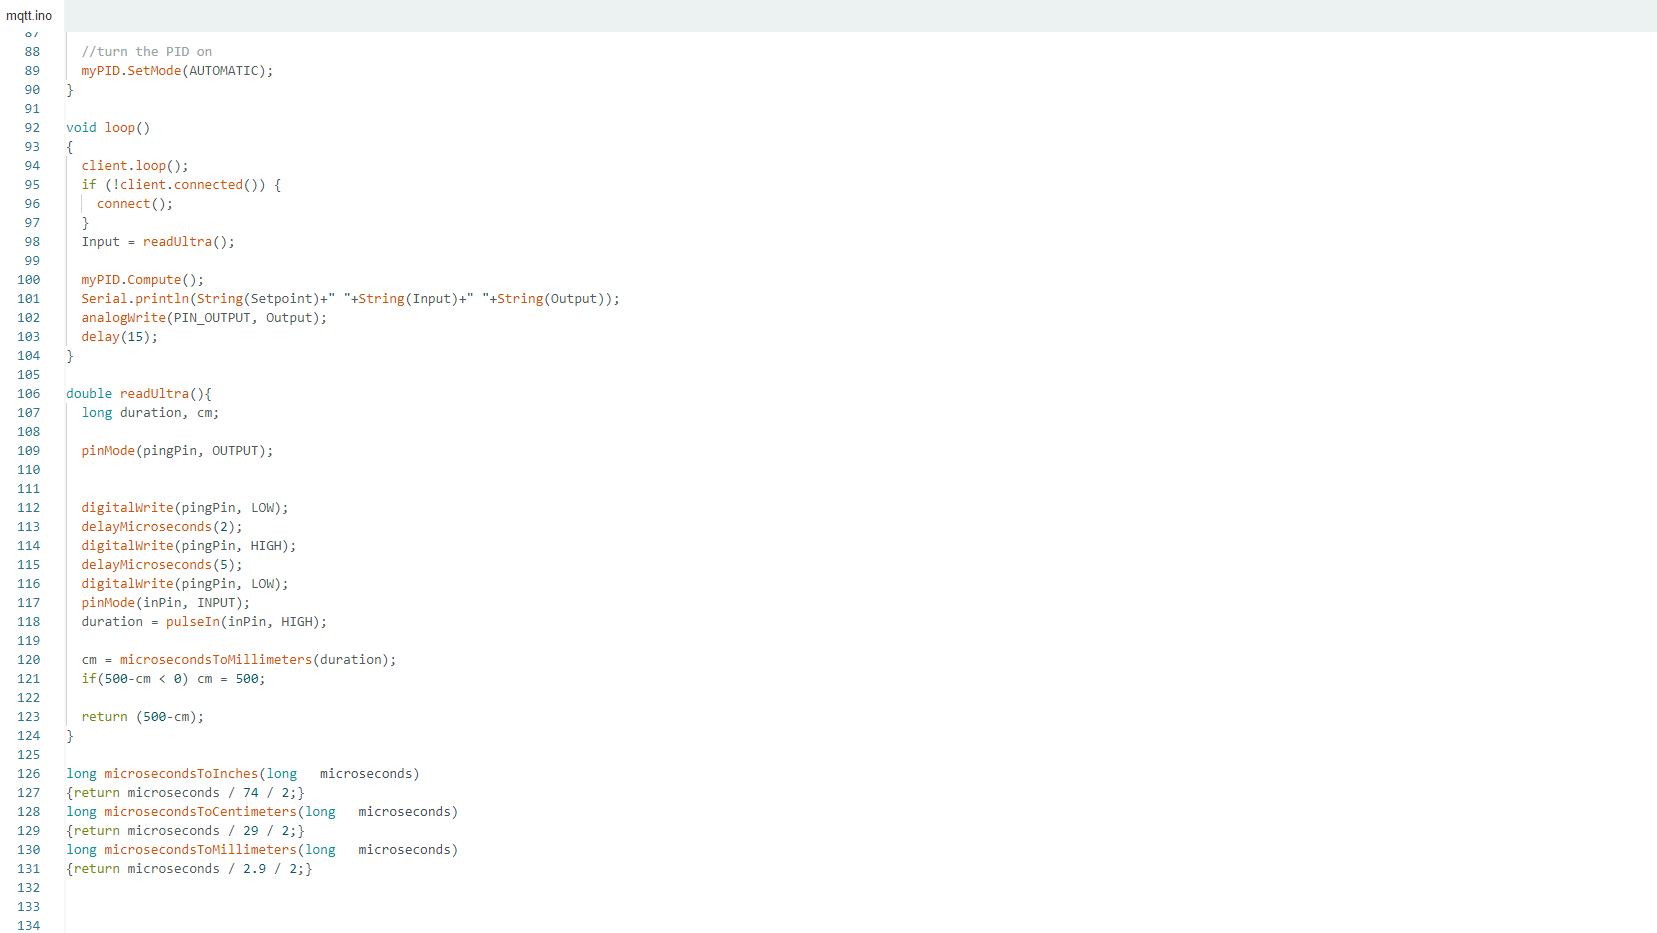 mqtt.ino
87
88 //turn the PID on
89 myPID.SetMode(AUTOMATIC);
90 }
91
92 void loop()
93 {
94 client.loop();
95 if (!client.connected()) {
96 connect();
97 }
98 Input = readUltra();
99
100 myPID.Compute();
101 Serial.println(String(Setpoint)+" "+String(Input)+" "+String(Output));
102 analogWrite(PIN_OUTPUT, Output);
103 delay(15);
104 }
105
106 double readUltra(){
107 long duration, cm;
108
109 pinMode(pingPin, OUTPUT);
110
111
112 digitalWrite(pingPin, LOW);
113 delayMicroseconds(2);
114 digitalWrite(pingPin, HIGH);
115 delayMicroseconds(5);
116 digitalWrite(pingPin, LOW);
117 pinMode(inPin, INPUT);
118 duration = pulseIn(inPin, HIGH);
119
120 cm = microsecondsToMillimeters(duration);
121 if(500-cm < 0) cm = 500;
122
123 return (500-cm);
124 }
125
126 long microsecondsToInches(long   microseconds)
127 {return microseconds / 74 / 2;}
128 long microsecondsToCentimeters(long   microseconds)
129 {return microseconds / 29 / 2;}
130 long microsecondsToMillimeters(long   microseconds)
131 {return microseconds / 2.9 / 2;}
132
133
134